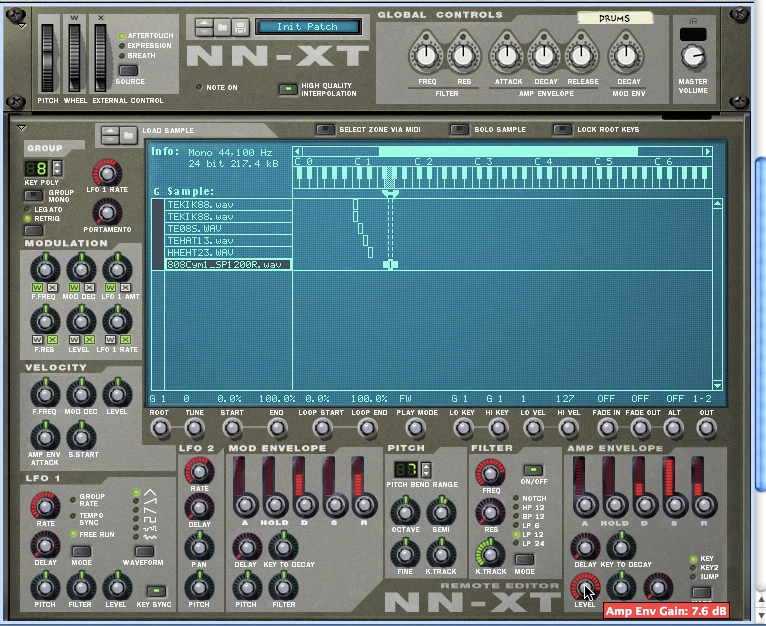 GLOBAL CONTROLS
DRUMS
IR
W X
Init Patch
AFTERTOUCH
EXPRESSION
BREATH
SOURCE
NN-XT
NOTE ON
HIGH QUALITY
INTERPOLATION
FREQ RES ATTACK DECAY RELEASE DECAY
FILTER AMP ENVELOPE MOD ENV
MASTER
VOLUME
PITCH WHEEL EXTERNAL CONTROL
LOAD SAMPLE SELECT ZONE VIA MIDI SOLO SAMPLE LOCK ROOT KEYS
GROUP
8
KEY POLY
GROUP
MONO
LEGATO
RETRIG
LFO 1 RATE
PORTAMENTO
Info: Mono 44,100 Hz
24 bit 217.4 kB
C 0 C 1 C 2 C 3 C 4 C 5 C 6
G Sample:
TEKIK88.wav
TEKIK88.wav
TE08S.WAV
TEHAT13.wav
HHEHT23.WAV
808Cym1_SP1200R.wav
G 1 0 0.0% 100.0% 0.0% 100.0% FW G 1 G 1 1 127 OFF OFF OFF 1-2
ROOT TUNE START END LOOP START LOOP END PLAY MODE LO KEY HI KEY LO VEL HI VEL FADE IN FADE OUT ALT OUT
MODULATION
W X W X W X
F.FREQ MOD DEC LFO 1 AMT
W X W X W X
F.RES LEVEL LFO 1 RATE
VELOCITY
F.FREQ MOD DEC LEVEL
AMP ENV
ATTACK
S.START
LFO 1
RATE
GROUP
RATE
TEMPO
SYNC
FREE RUN
DELAY MODE WAVEFORM
PITCH FILTER LEVEL KEY SYNC
LFO 2
RATE
DELAY
PAN
PITCH
MOD ENVELOPE
A HOLD D S R
DELAY KEY TO DECAY
PITCH FILTER
PITCH
7
PITCH BEND RANGE
OCTAVE SEMI
FINE K.TRACK
FILTER
FREQ ON/OFF
RES
NOTCH
HP 12
BP 12
LP 6
LP 12
LP 24
K.TRACK MODE
AMP ENVELOPE
A HOLD D S R
DELAY KEY TO DECAY
KEY
KEY2
JUMP
LEVEL
REMOTE EDITOR
NN-XT
Amp Env Gain: 7.6 dB